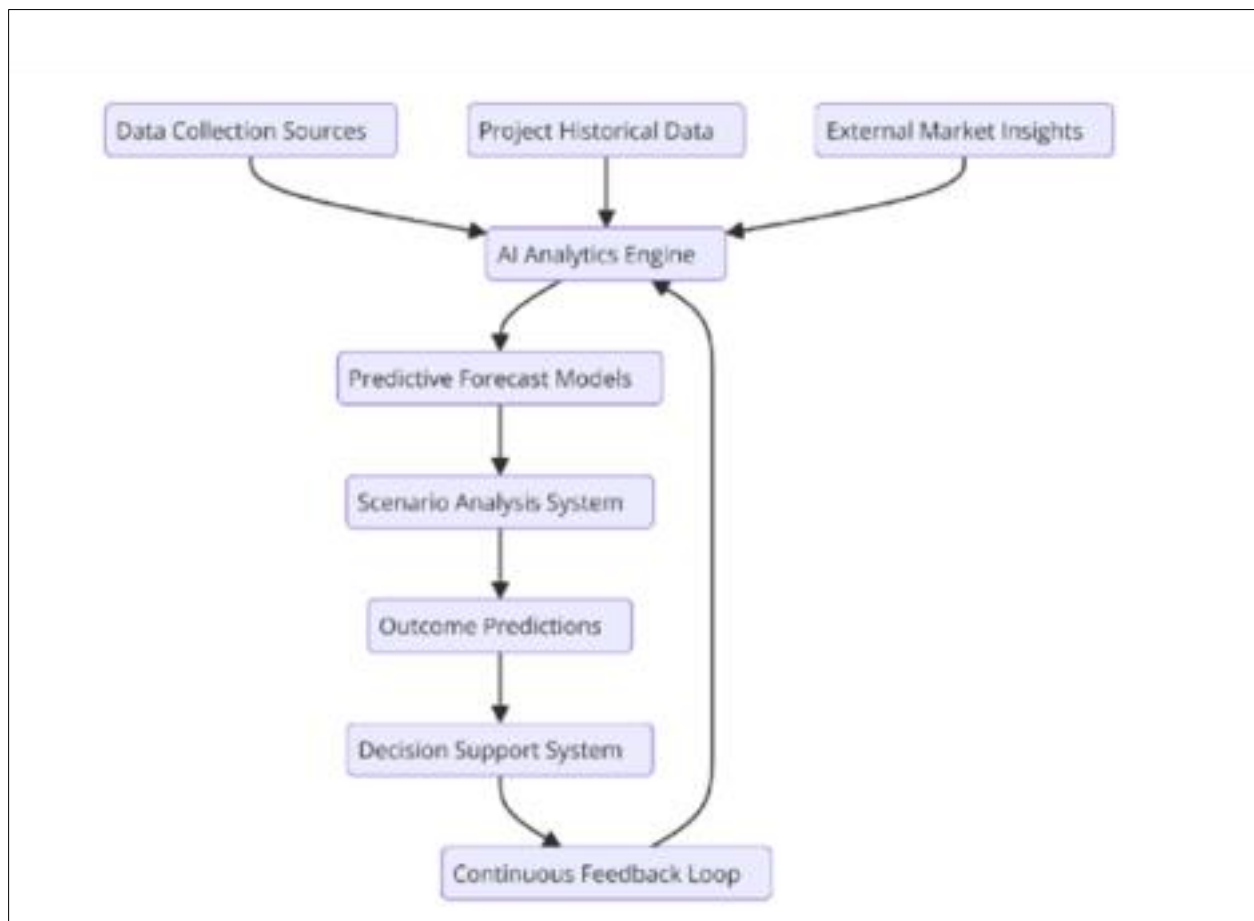 Data Collection Sources
Project Historical Data
External Market Insights
AI Analytics Engine
Predictive Forecast Models
Scenario Analysis System
Outcome Predictions
Decision Support System
Continuous Feedback Loop